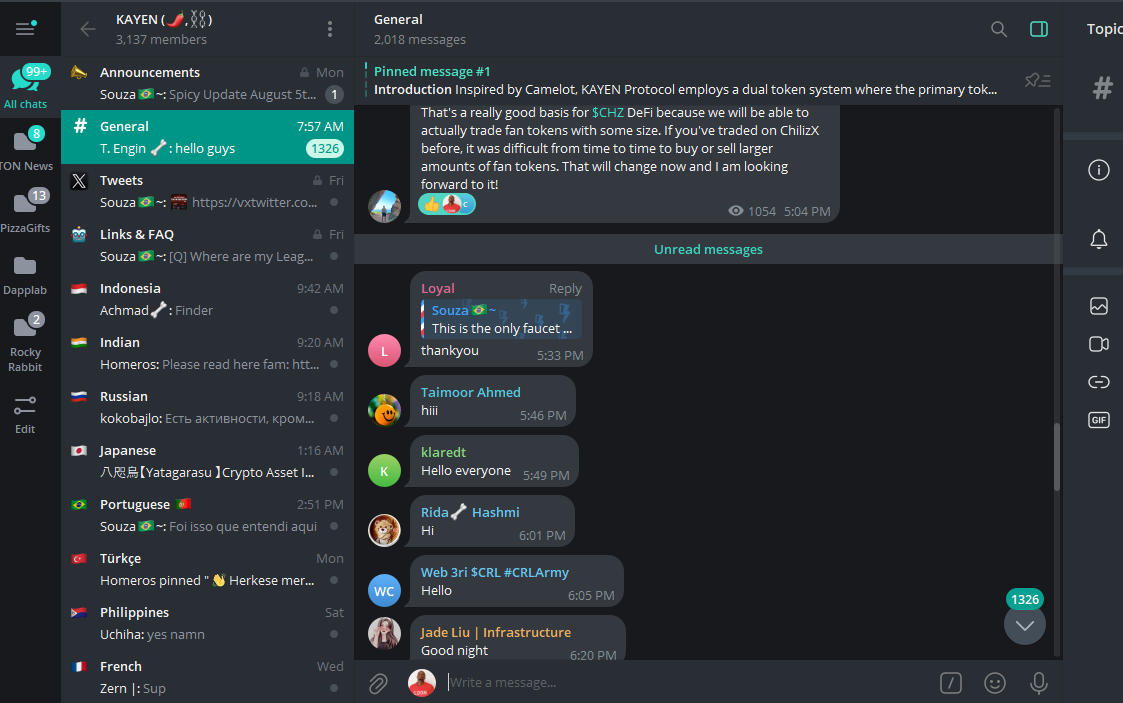 99+
All chats
8
TON News
13
PizzaGifts
Dapplab
2
Rocky
Rabbit
Edit
KAYEN (🌶️,⛓️)
3,137 members
Announcements
Mon
Souza🇧🇷~: Spicy Update August 5t...
1
General
7:57 AM
T. Engin 🦴: hello guys
1326
Tweets
Fri
Souza🇧🇷~: https://vxtwitter.co...
Links & FAQ
Fri
Souza🇧🇷~: [Q] Where are my Leag...
Indonesia
9:42 AM
Achmad🦴: Finder
Indian
9:20 AM
Homeros: Please read here fam: htt...
Russian
9:18 AM
kokobajlo: Есть активности, кром...
Japanese
1:16 AM
八咫烏【Yatagarasu 】Crypto Asset I...
Portuguese 🇵🇹
2:51 PM
Souza🇧🇷~: Foi isso que entendi aqui
Türkçe
Mon
Homeros pinned " 👋 Herkese mer...
Philippines
Sat
Uchiha: yes namn
French
Wed
Zern |: Sup
General
2,018 messages
Pinned message #1
Introduction Inspired by Camelot, KAYEN Protocol employs a dual token system where the primary tok...
That's a really good basis for $CHZ DeFi because we will be able to
actually trade fan tokens with some size. If you've traded on ChilizX
before, it was difficult from time to time to buy or sell larger
amounts of fan tokens. That will change now and I am looking
forward to it!
C
1054 5:04 PM
Unread messages
Loyal
Reply
Souza🇧🇷~
This is the only faucet ...
L
thankyou
5:33 PM
Taimoor Ahmed
hiii
5:46 PM
klaredt
K
Hello everyone
5:49 PM
Rida🦴 Hashmi
Hi
6:01 PM
Web 3ri $CRL #CRLArmy
WC
Hello
6:05 PM
Jade Liu | Infrastructure
Good night
6:20 PM
1326
Write a message...
Topic
GIF